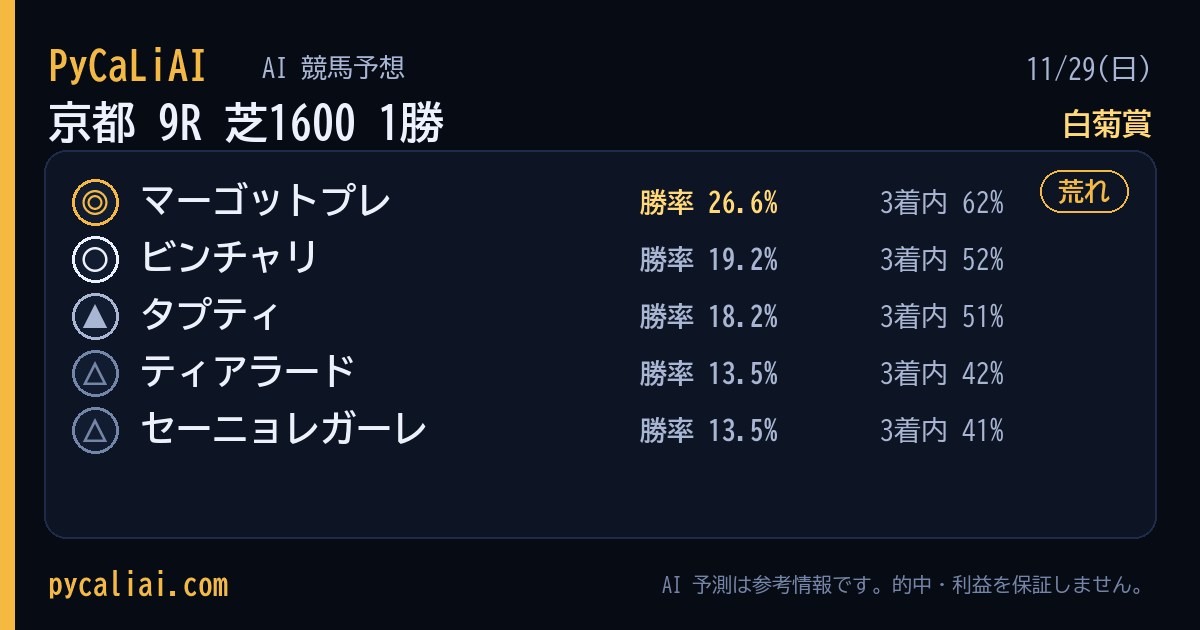 PyCaLiAI AI 競馬予想 11/29(日)
京都 9R 芝1600 1勝 白菊賞
◎ マーゴットプレ 勝率 26.6% 3着内 62% 荒れ
○ ビンチャリ 勝率 19.2% 3着内 52%
▲ タプティ 勝率 18.2% 3着内 51%
△ ティアラード 勝率 13.5% 3着内 42%
△ セーニョレガーレ 勝率 13.5% 3着内 41%
pycaliai.com AI 予測は参考情報です。的中・利益を保証しません。